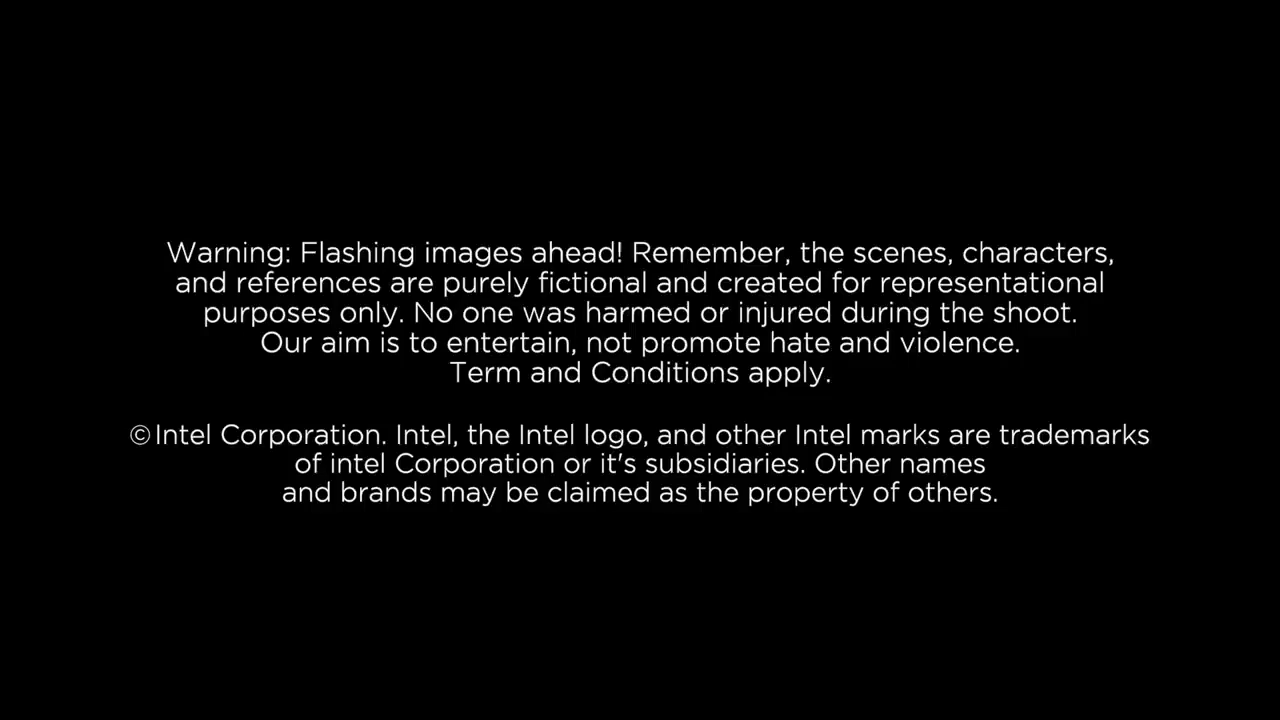 Warning: Flashing images ahead! Remember, the scenes, characters,
and references are purely fictional and created for representational
purposes only. No one was harmed or injured during the shoot.
Our aim is to entertain, not promote hate and violence.
Term and Conditions apply.
©Intel Corporation. Intel, the Intel logo, and other Intel marks are trademarks
of intel Corporation or it's subsidiaries. Other names
and brands may be claimed as the property of others.